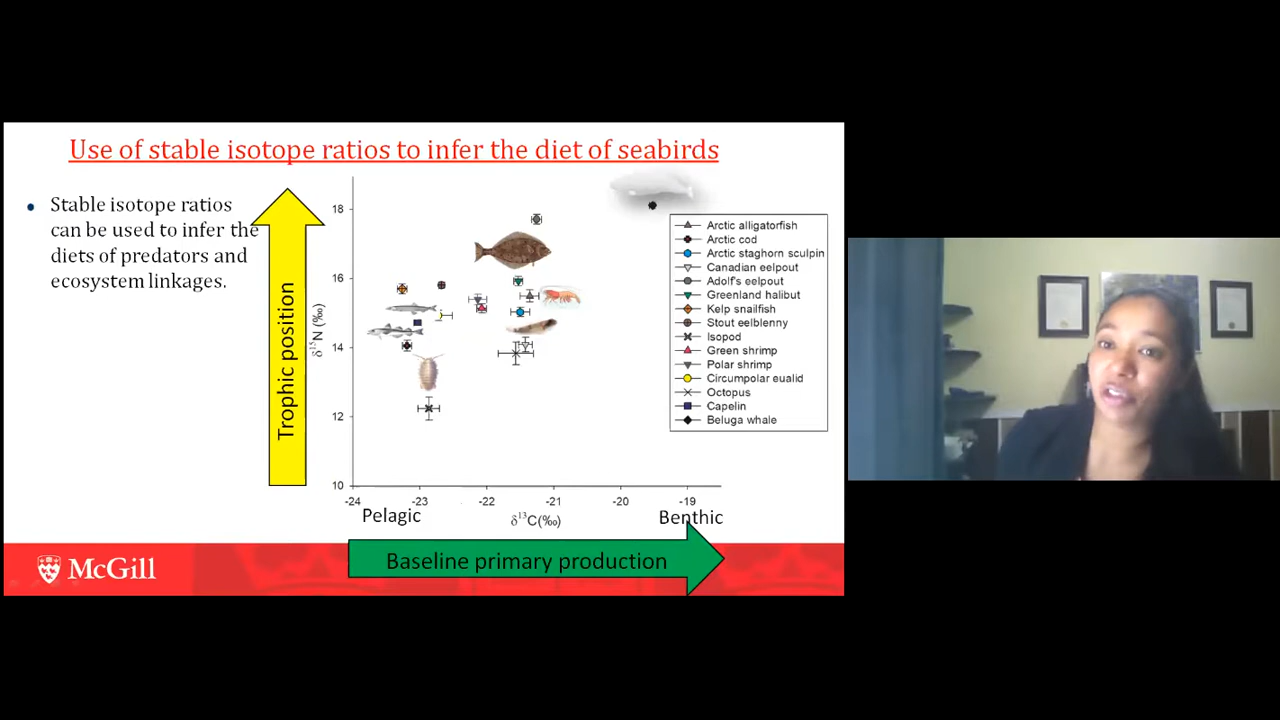 Use of stable isotope ratios to infer the diet of seabirds
• Stable isotope ratios
can be used to infer the
diets of predators and
ecosystem linkages.
Trophic position
δ15N (‰)
18
16
14
12
10
-24 -23 -22 -21 -20 -19
Pelagic
δ13C(‰)
Benthic
Arctic alligatorfish
Arctic cod
Arctic staghorn sculpin
Canadian eelpout
Adolf's eelpout
Greenland halibut
Kelp snailfish
Stout eelblenny
Isopod
Green shrimp
Polar shrimp
Circumpolar eualid
Octopus
Capelin
Beluga whale
Baseline primary production
McGill